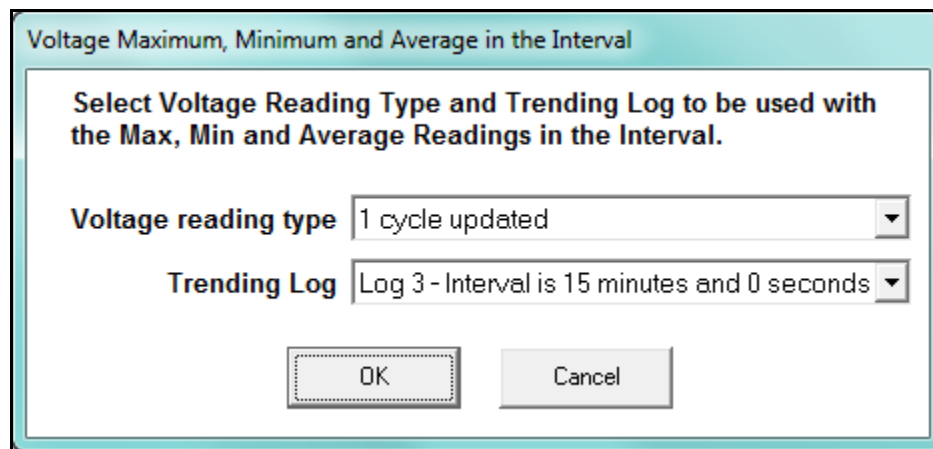 Voltage Maximum, Minimum and Average in the Interval
Select Voltage Reading Type and Trending Log to be used with
the Max, Min and Average Readings in the Interval.
Voltage reading type 1 cycle updated
Trending Log Log 3 - Interval is 15 minutes and 0 seconds
OK Cancel